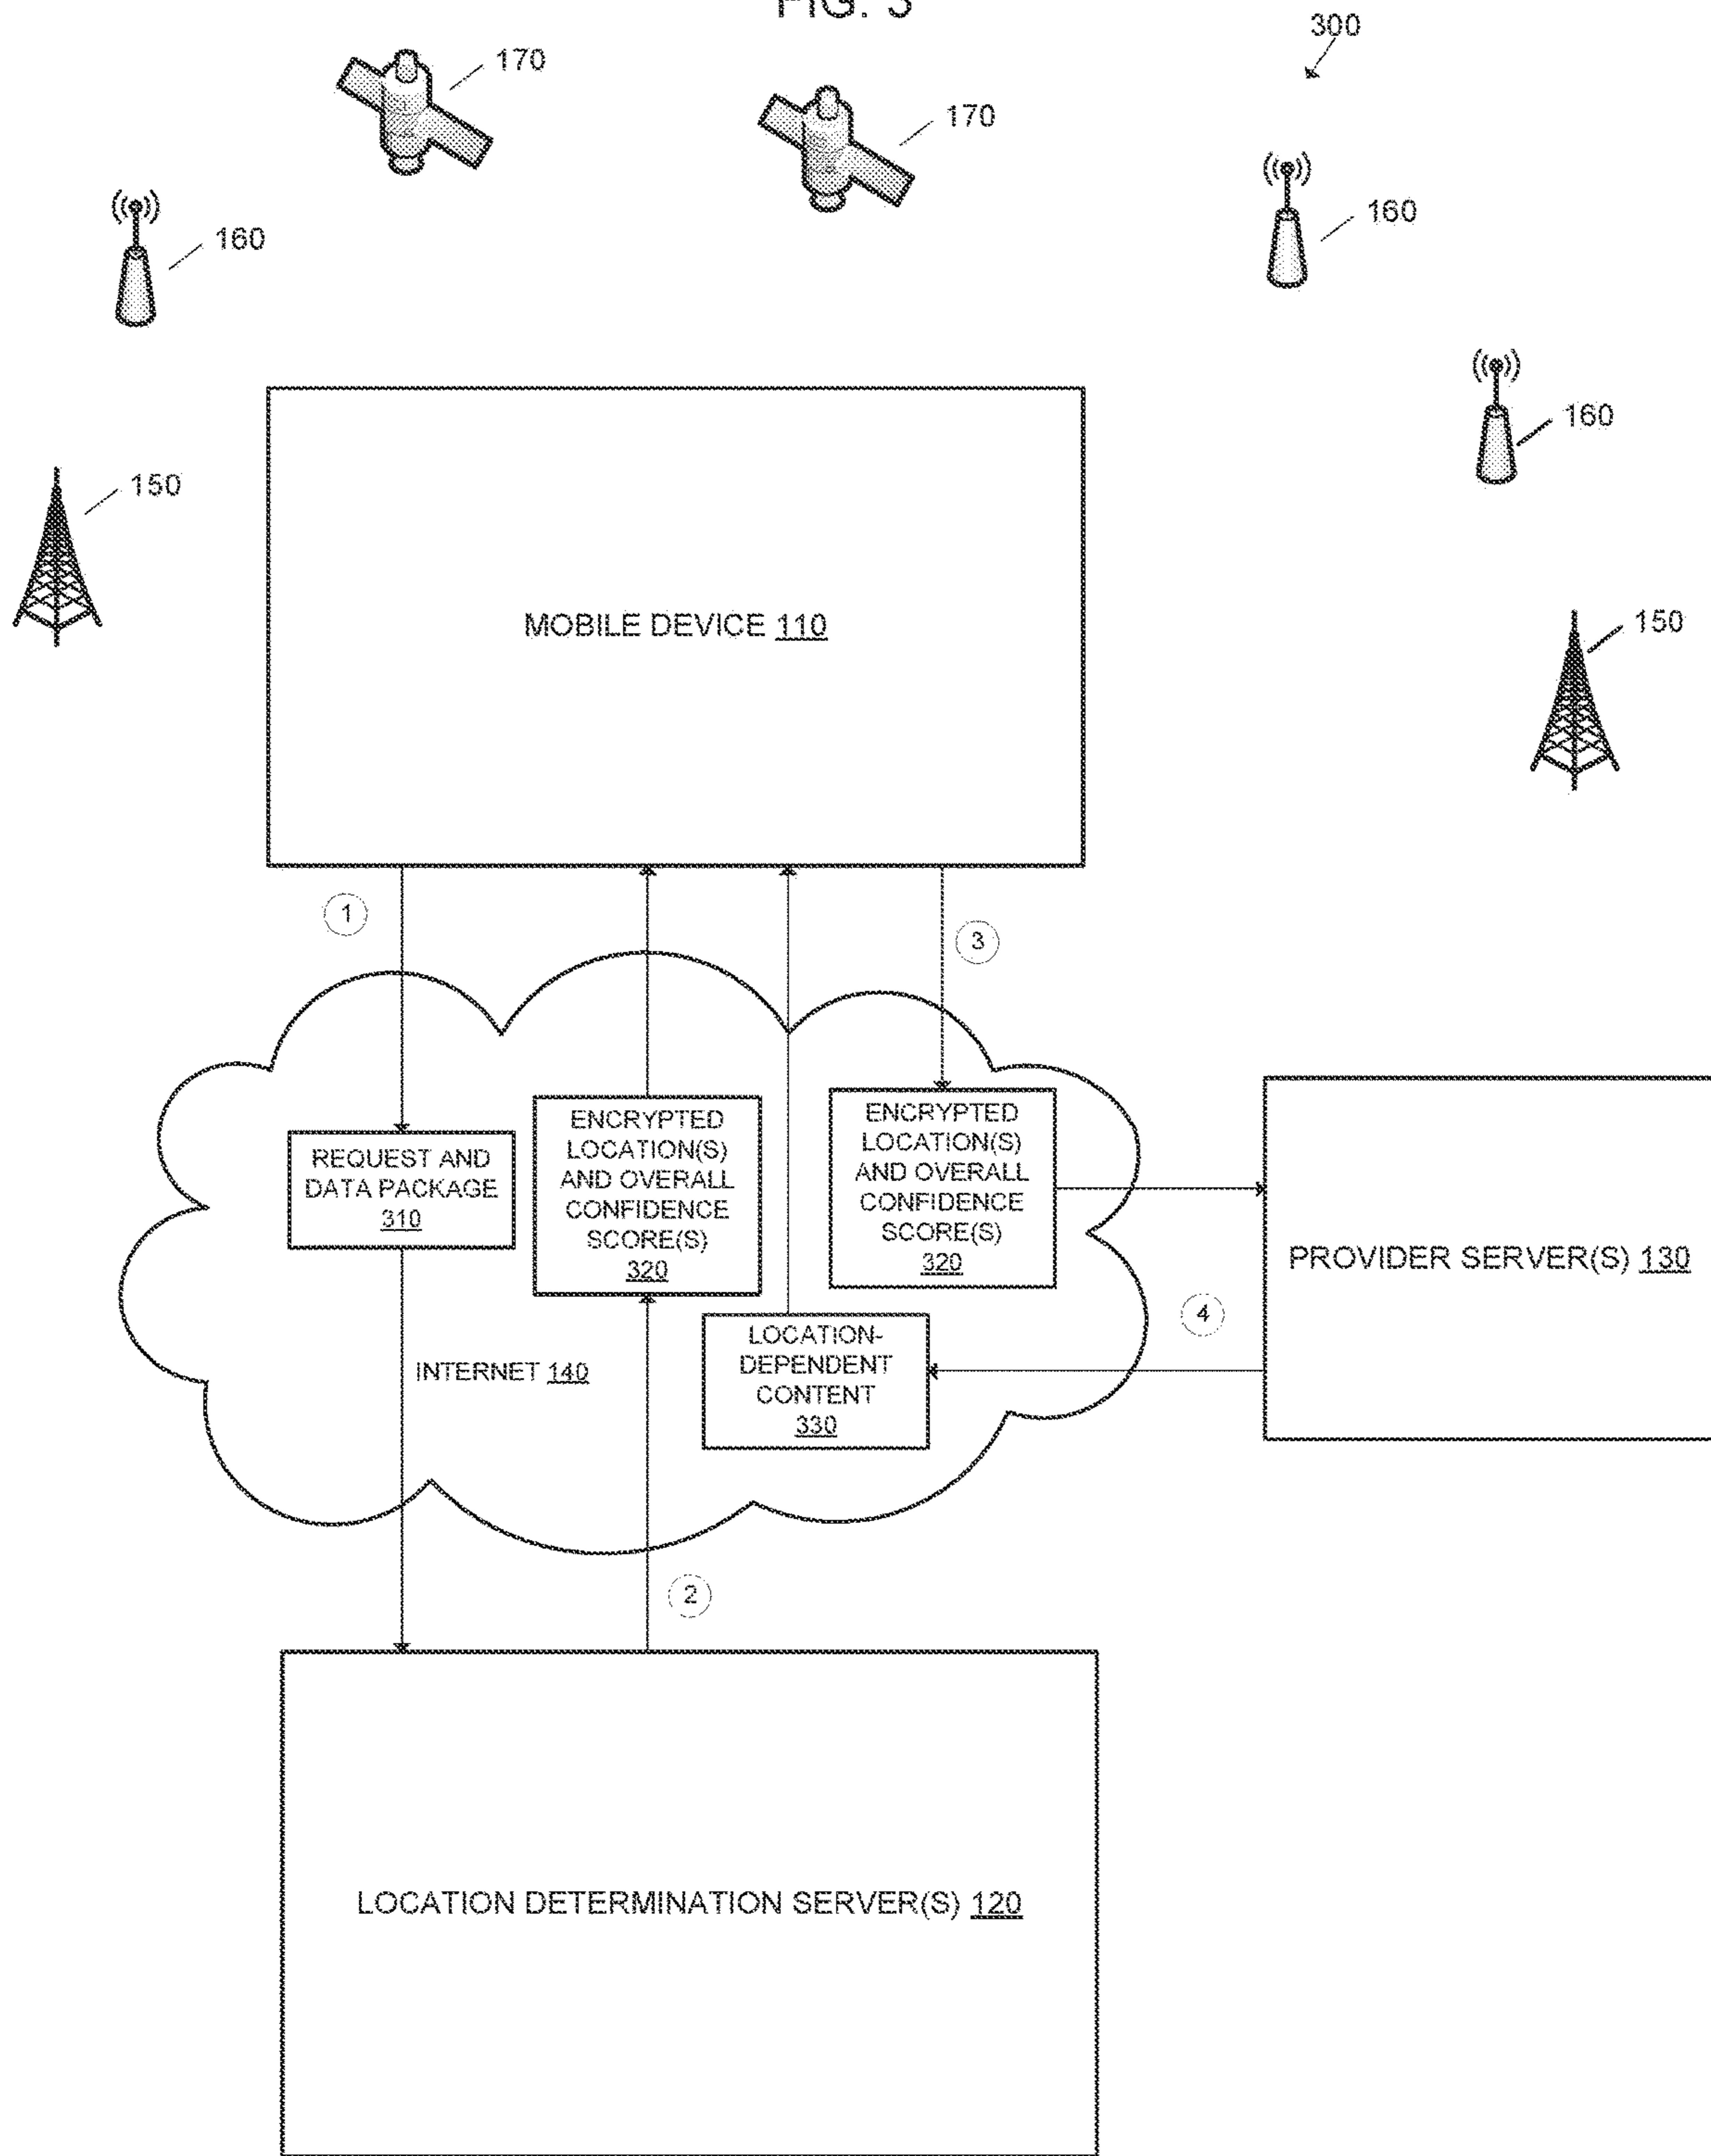 FIG. 3
300
170
170
160
160
160
150
150
MOBILE DEVICE 110
1
3
ENCRYPTED
LOCATION(S)
AND OVERALL
CONFIDENCE
SCORE(S)
320
ENCRYPTED
LOCATION(S)
AND OVERALL
CONFIDENCE
SCORE(S)
320
REQUEST AND
DATA PACKAGE
310
PROVIDER SERVER(S) 130
4
LOCATION-
DEPENDENT
CONTENT
330
INTERNET 140
2
LOCATION DETERMINATION SERVER(S) 120